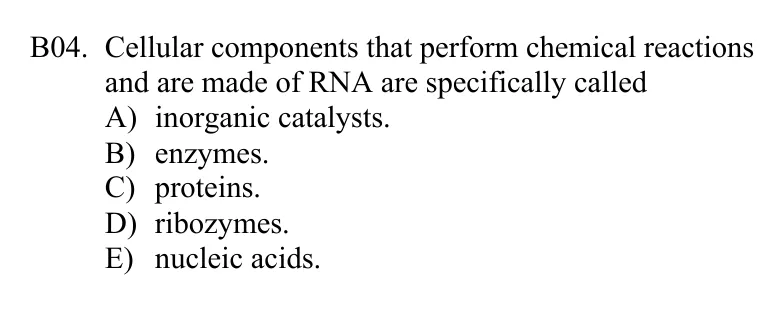 B04. Cellular components that perform chemical reactions
and are made of RNA are specifically called
A) inorganic catalysts.
B) enzymes.
C) proteins.
D) ribozymes.
E) nucleic acids.